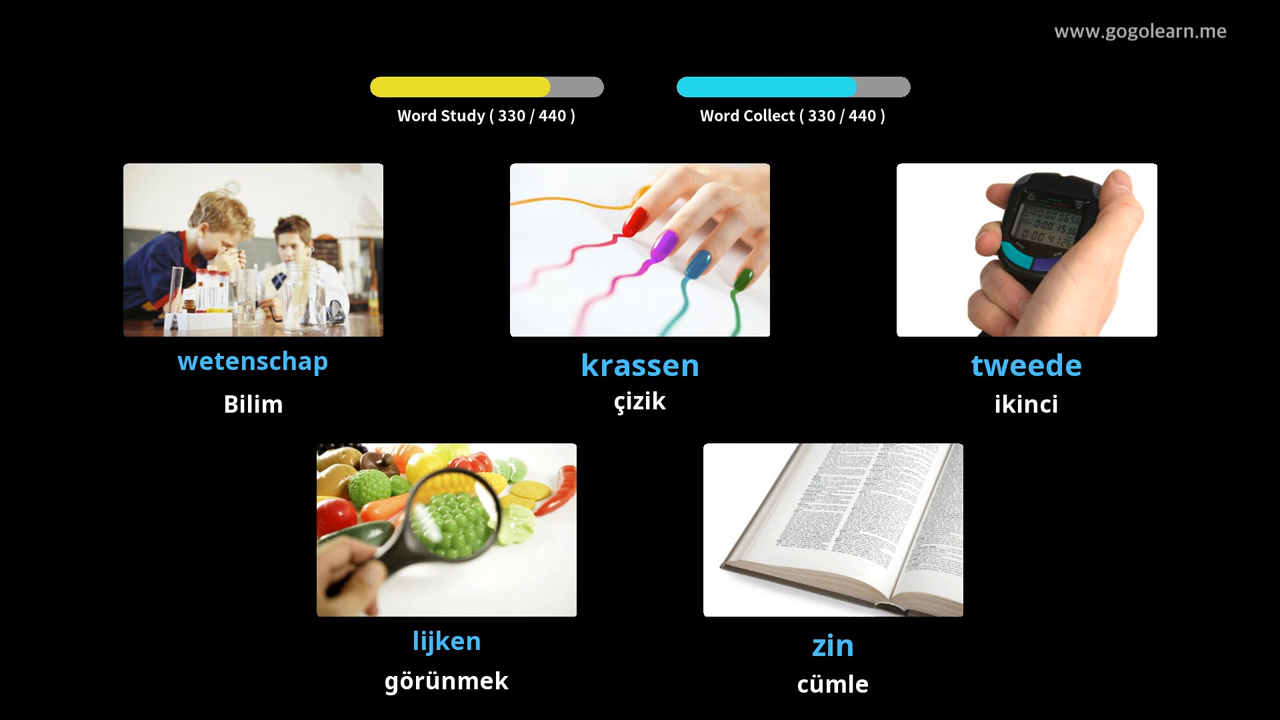 www.gogolearn.me
Word Study ( 330 / 440 )
Word Collect ( 330 / 440 )
wetenschap
Bilim
krassen
çizik
tweede
ikinci
lijken
görünmek
zin
cümle